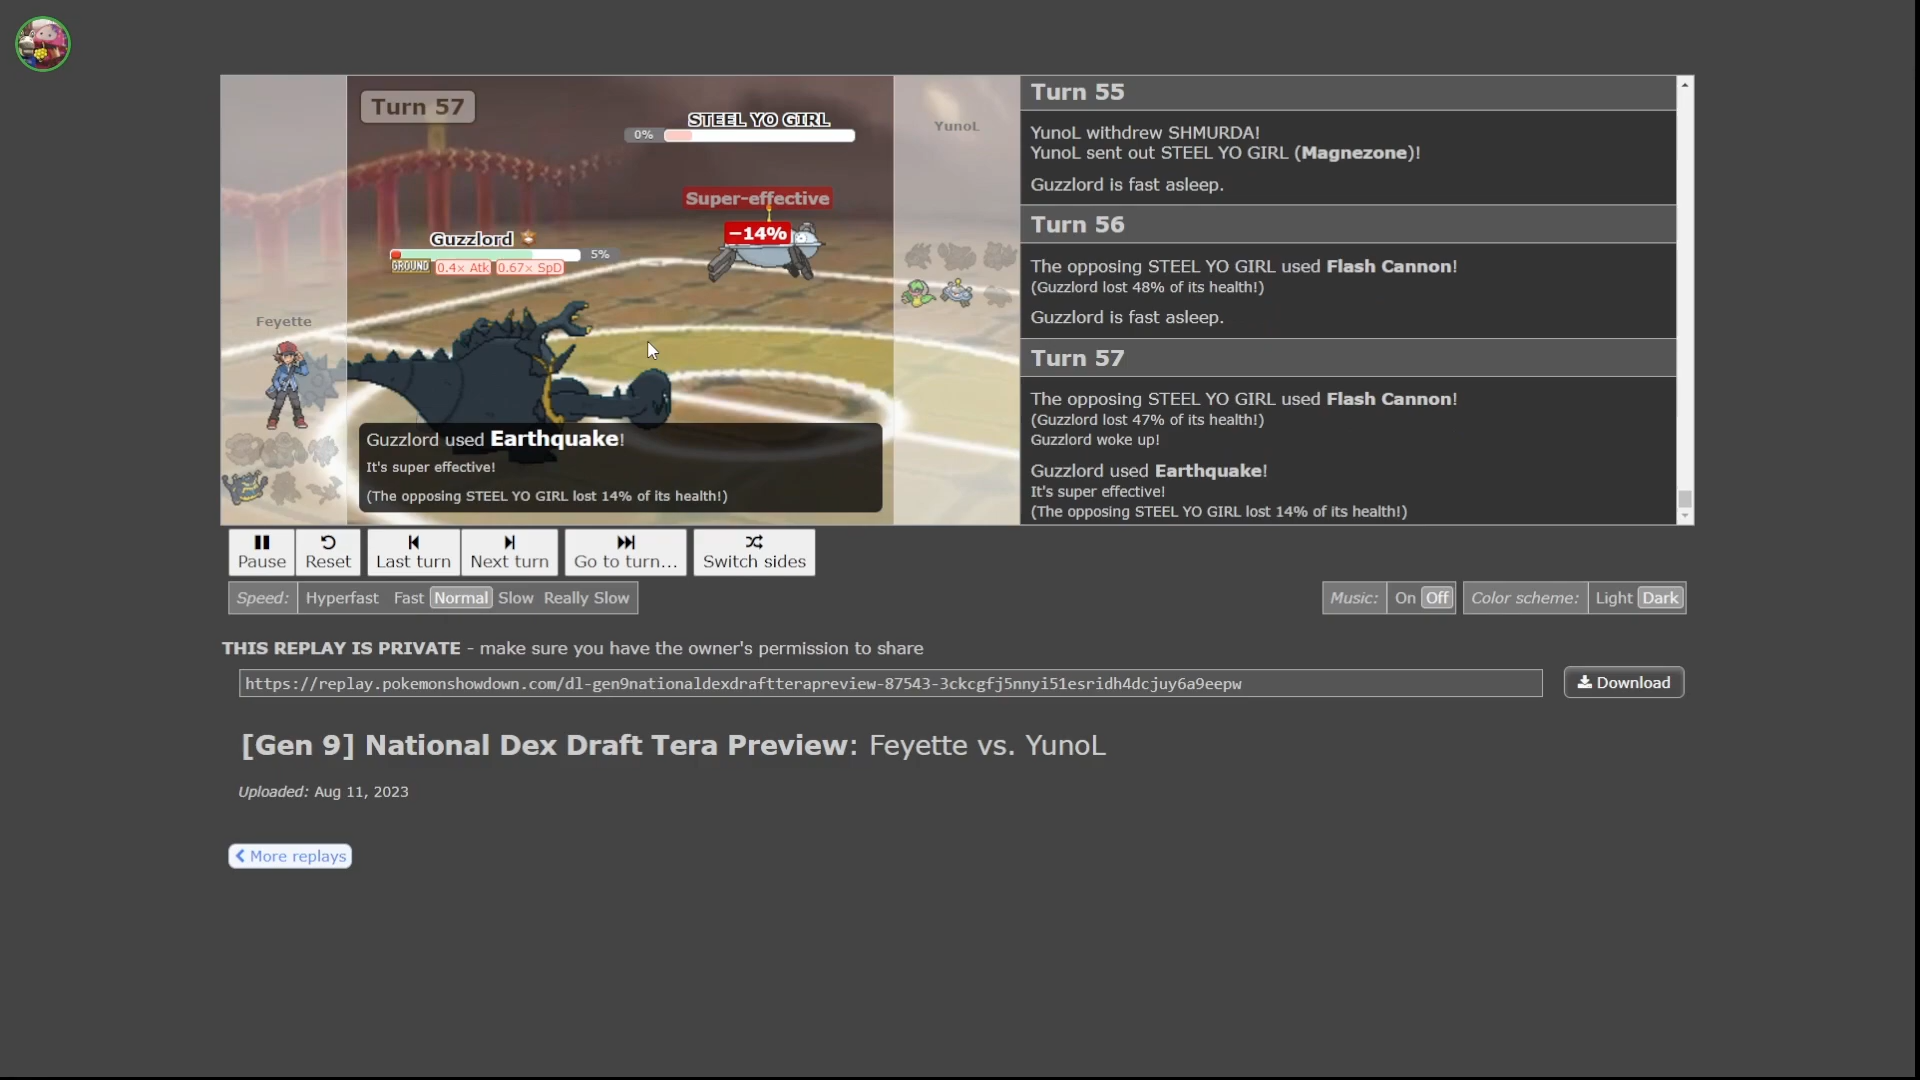 Turn 57
STEEL YO GIRL
0%
YunoL
Super-effective
−14%
Guzzlord
5%
GROUND 0.4× Atk 0.67× SpD
Feyette
Guzzlord used Earthquake!
It's super effective!
(The opposing STEEL YO GIRL lost 14% of its health!)
Turn 55
YunoL withdrew SHMURDA!
YunoL sent out STEEL YO GIRL (Magnezone)!
Guzzlord is fast asleep.
Turn 56
The opposing STEEL YO GIRL used Flash Cannon!
(Guzzlord lost 48% of its health!)
Guzzlord is fast asleep.
Turn 57
The opposing STEEL YO GIRL used Flash Cannon!
(Guzzlord lost 47% of its health!)
Guzzlord woke up!
Guzzlord used Earthquake!
It's super effective!
(The opposing STEEL YO GIRL lost 14% of its health!)
Pause Reset Last turn Next turn Go to turn... Switch sides
Speed: Hyperfast Fast Normal Slow Really Slow
Music: On Off Color scheme: Light Dark
THIS REPLAY IS PRIVATE - make sure you have the owner's permission to share
https://replay.pokemonshowdown.com/dl-gen9nationaldexdraftterapreview-87543-3ckcgfj5nnyi51esridh4dcjuy6a9eepw
Download
[Gen 9] National Dex Draft Tera Preview: Feyette vs. YunoL
Uploaded: Aug 11, 2023
More replays